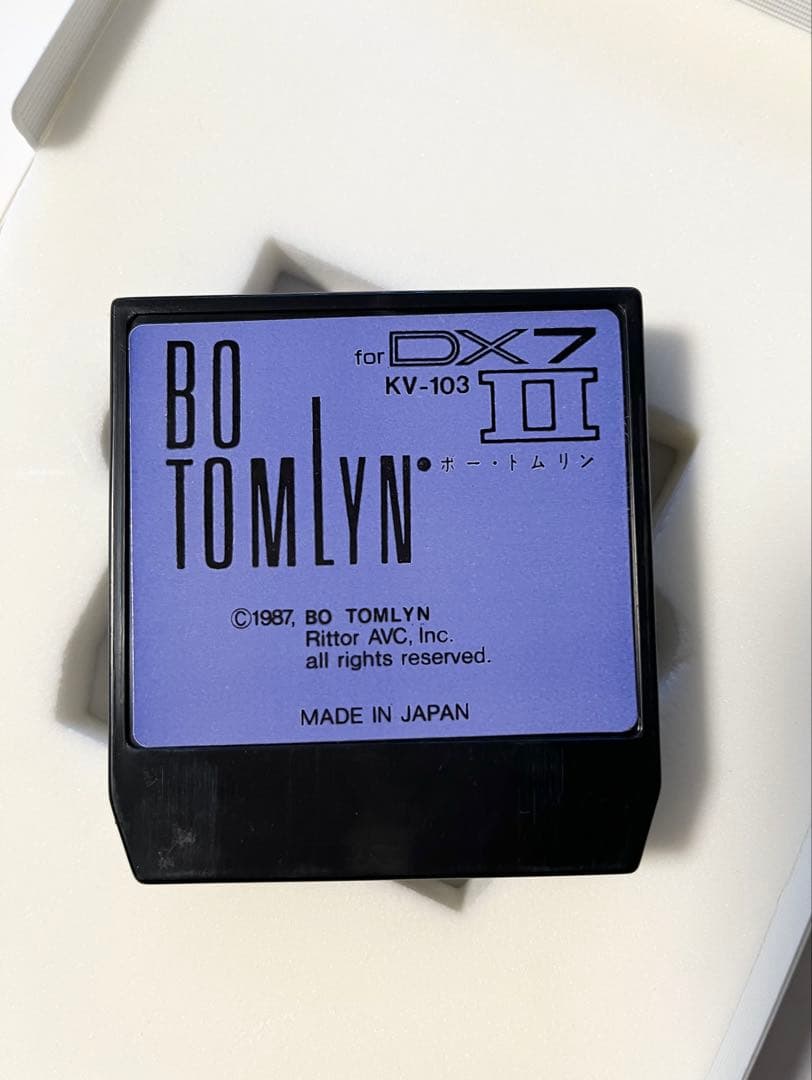 BO
TOMLYN
for DX7
KV-103 II
ボー・トムリン
©1987, BO TOMLYN
Rittor AVC, Inc.
all rights reserved.
MADE IN JAPAN